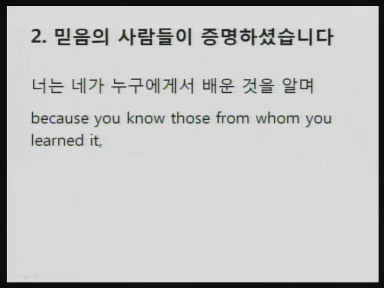 2. 믿음의 사람들이 증명하셨습니다
너는 네가 누구에게서 배운 것을 알며
because you know those from whom you
learned it,